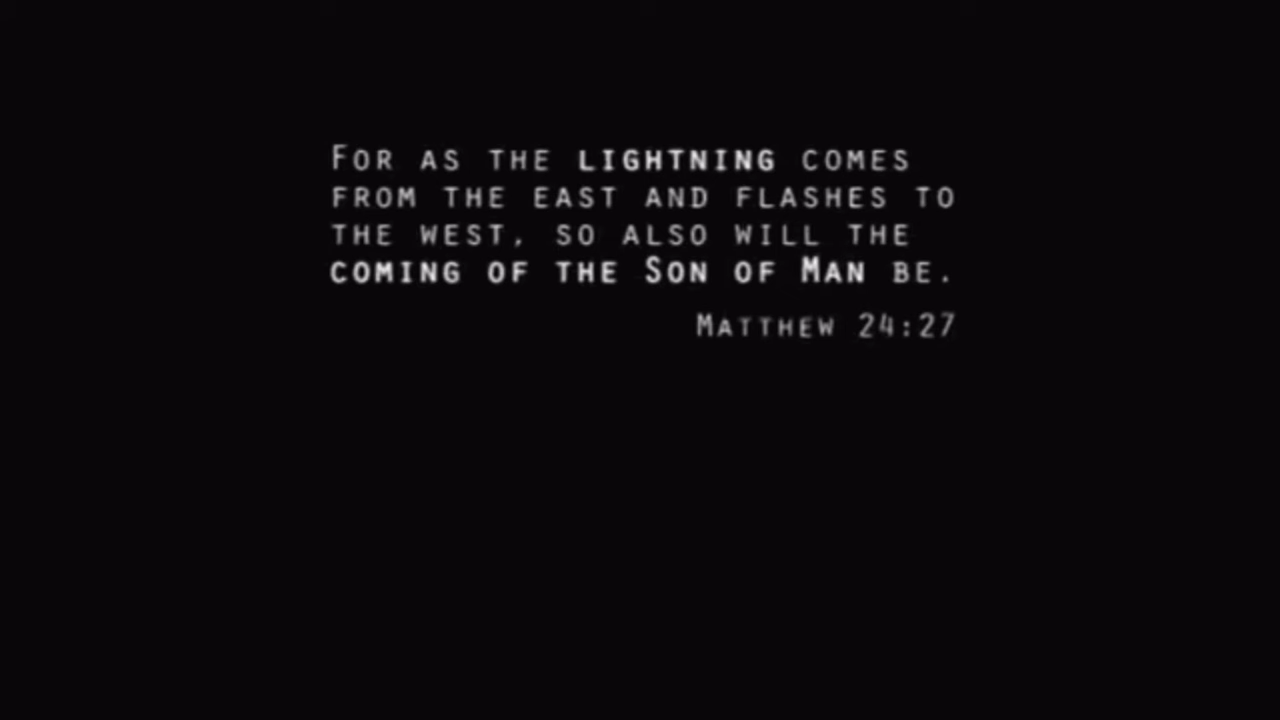 For as the lightning comes
from the east and flashes to
the west, so also will the
coming of the Son of Man be.
Matthew 24:27